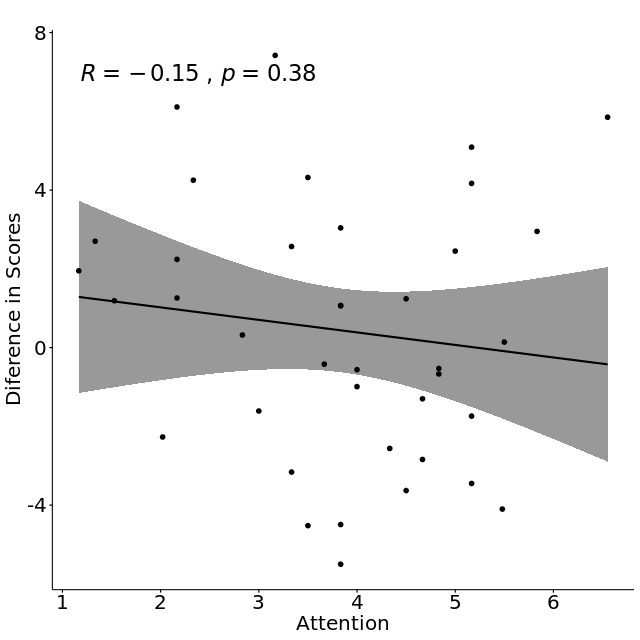 8
R = −0.15 , p = 0.38
4
0
-4
Diference in Scores
1 2 3 4 5 6
Attention